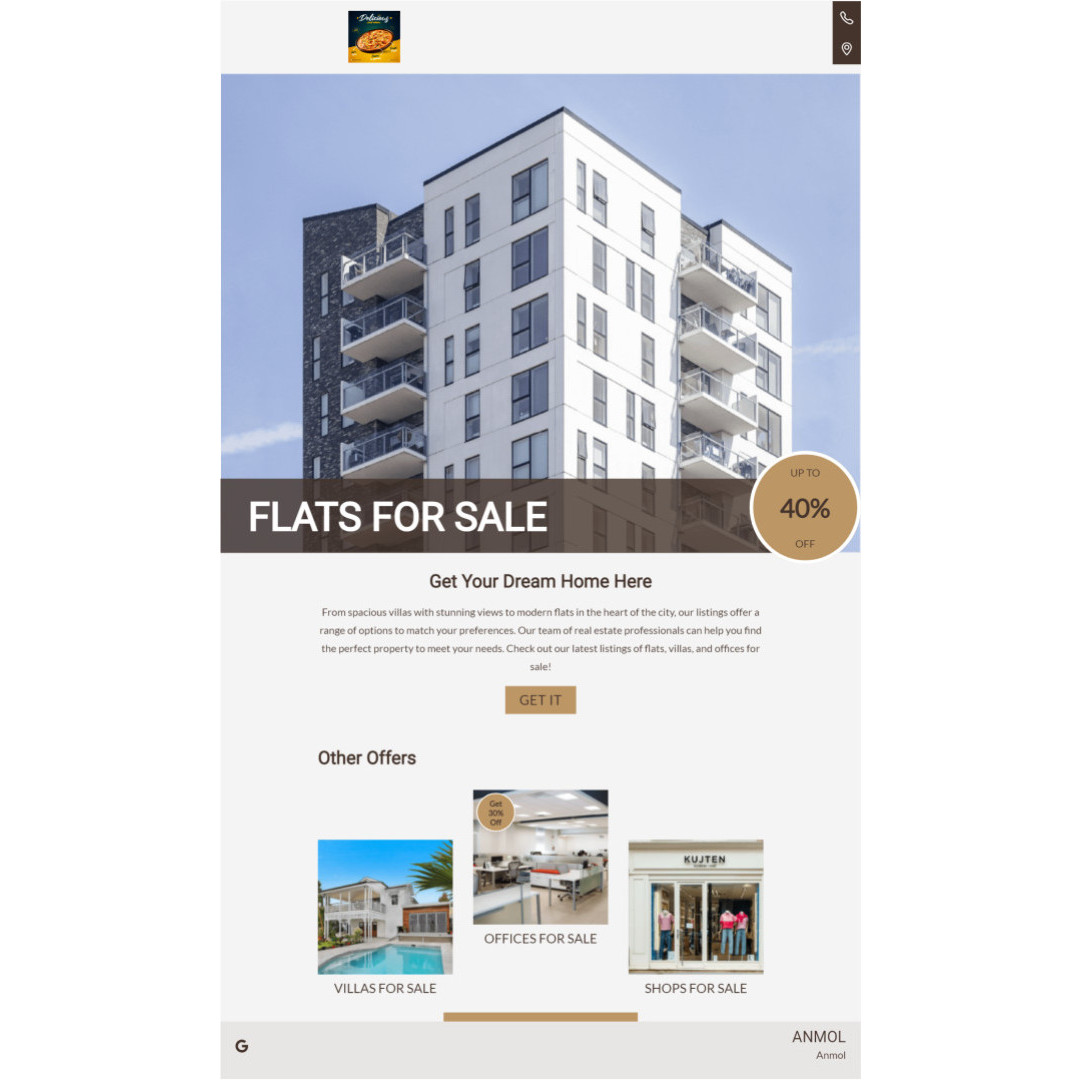 Delicious
FLATS FOR SALE
UP TO
40%
OFF
Get Your Dream Home Here
From spacious villas with stunning views to modern flats in the heart of the city, our listings offer a
range of options to match your preferences. Our team of real estate professionals can help you find
the perfect property to meet your needs. Check out our latest listings of flats, villas, and offices for
sale!
GET IT
Other Offers
Get
30%
Off
KUJTEN
OFFICES FOR SALE
VILLAS FOR SALE
SHOPS FOR SALE
G
ANMOL
Anmol